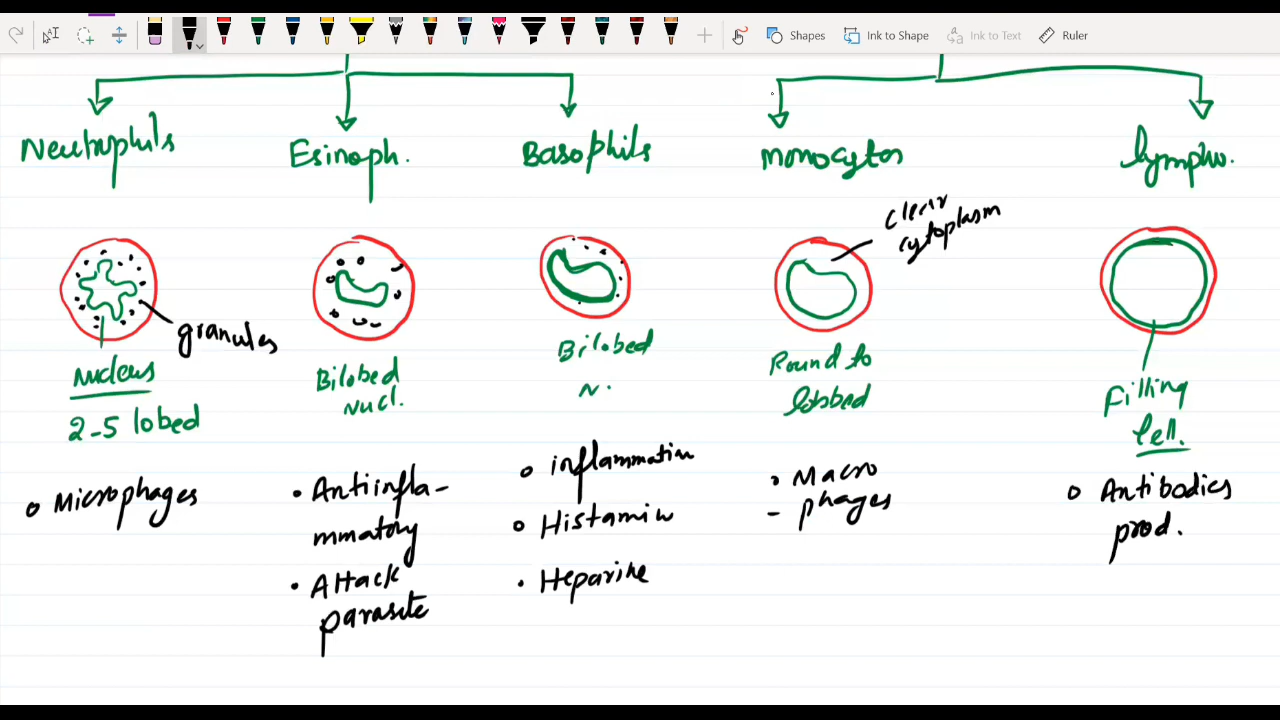 Shapes
Ink to Shape
Ink to Text
Ruler
Neutrophils
Esinoph.
Basophils
monocytes
lympho.
clear
cytoplasm
granules
Nucleus
2-5 lobed
Bilobed
Nucl.
Bilobed
N.
Round to
lobbed
Filling
Cell.
Microphages
Antiinfla-
mmatory
Attack
parasite
inflammation
Histamin
Heparine
Macro
- phages
Antibodies
prod.